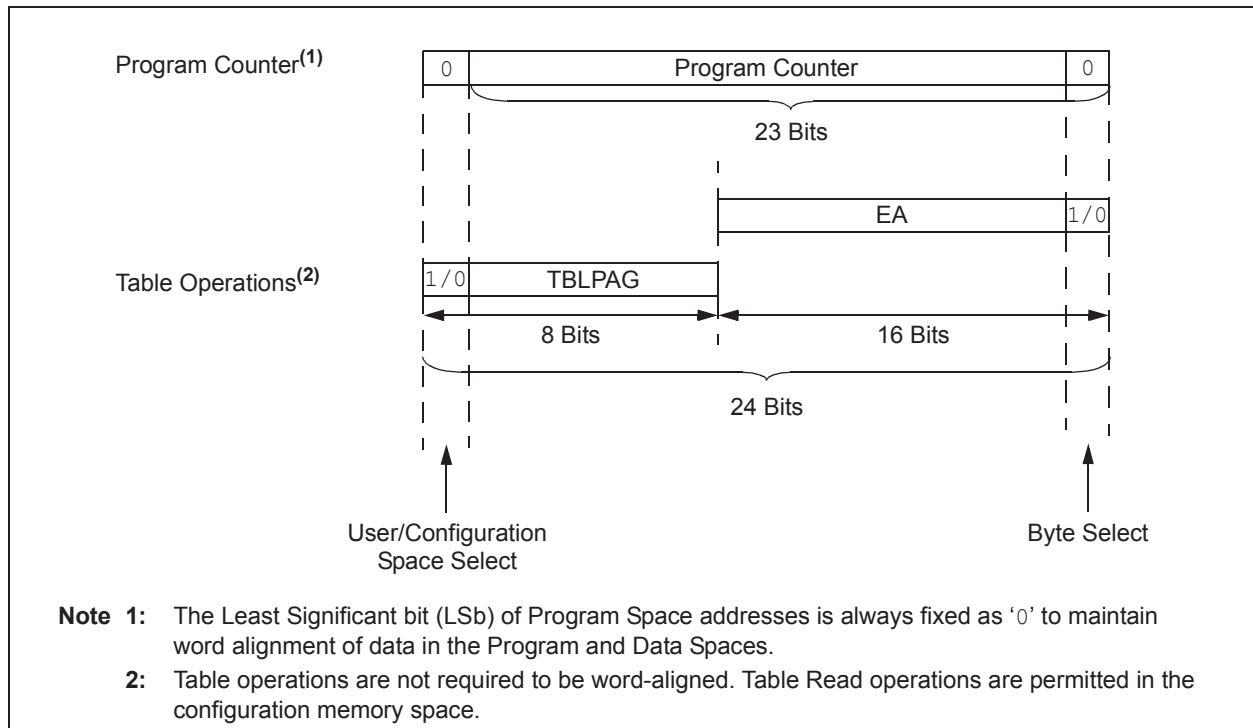 Program Counter(1)
0
Program Counter
0
23 Bits
EA
1/0
Table Operations(2)
1/0
TBLPAG
8 Bits
16 Bits
24 Bits
User/Configuration
Space Select
Byte Select
Note 1: The Least Significant bit (LSb) of Program Space addresses is always fixed as ‘0’ to maintain
word alignment of data in the Program and Data Spaces.
2: Table operations are not required to be word-aligned. Table Read operations are permitted in the
configuration memory space.